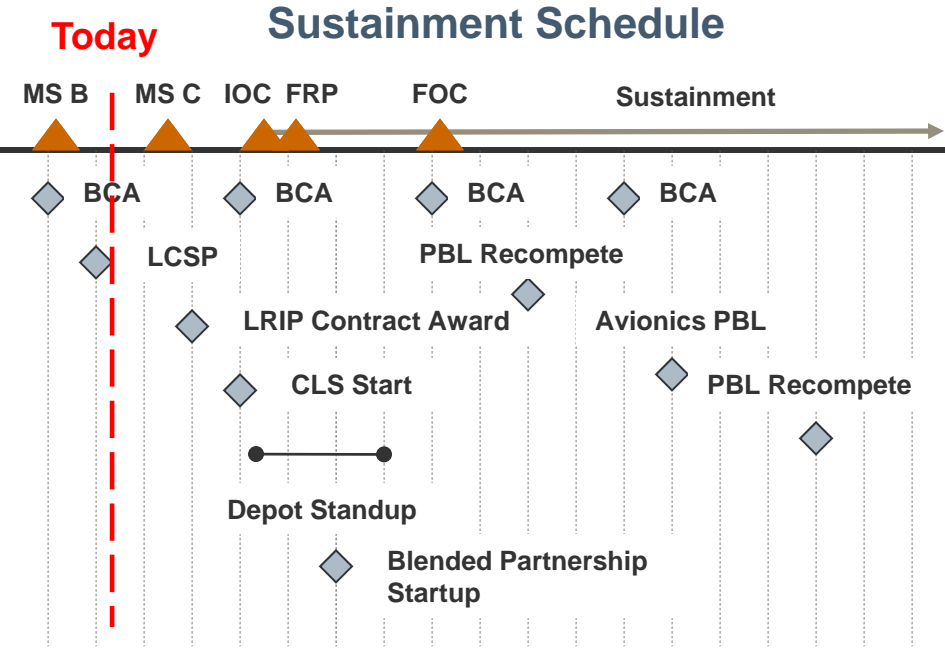 Sustainment Schedule
Today
MS B
MS C
IOC
FRP
FOC
Sustainment
BCA
BCA
BCA
BCA
LCSP
PBL Recompete
LRIP Contract Award
Avionics PBL
CLS Start
PBL Recompete
Depot Standup
Blended Partnership
Startup